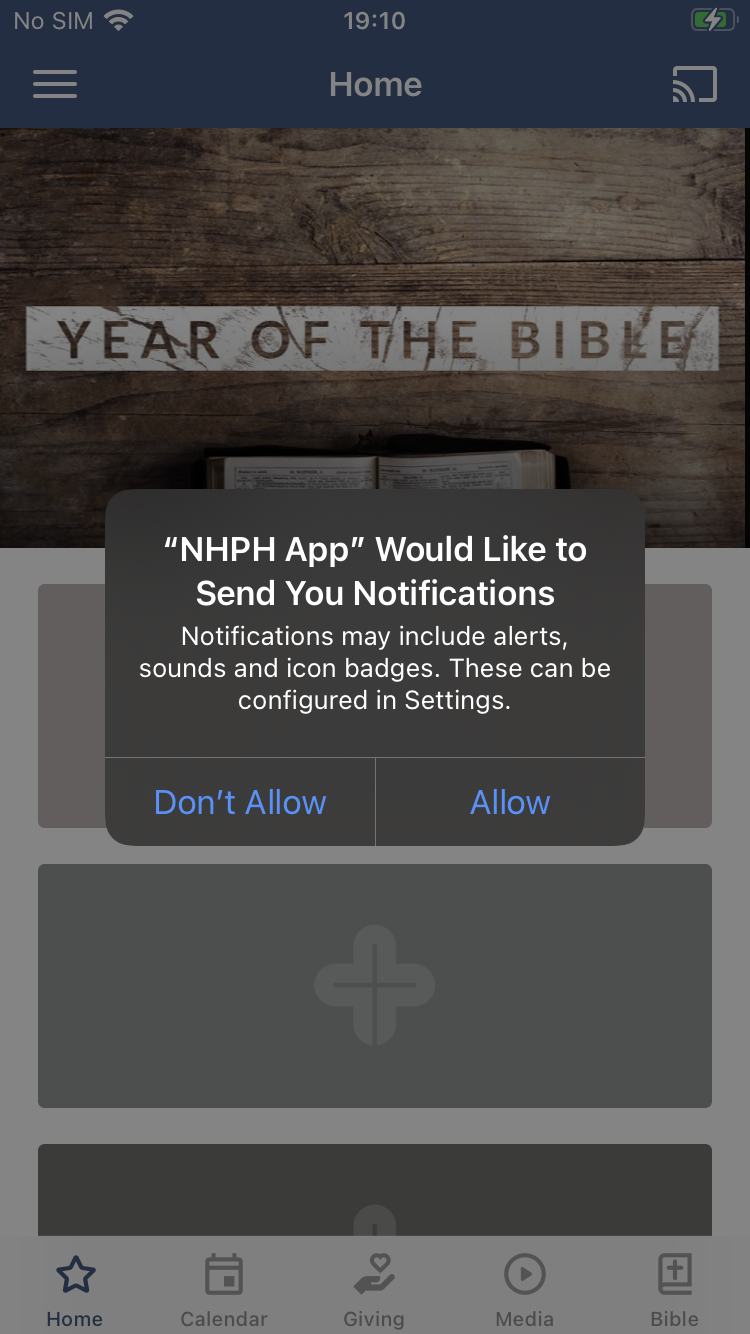 No SIM 19:10
Home
YEAR OF THE BIBLE
“NHPH App” Would Like to
Send You Notifications
Notifications may include alerts,
sounds and icon badges. These can be
configured in Settings.
Don’t Allow Allow
Home Calendar Giving Media Bible